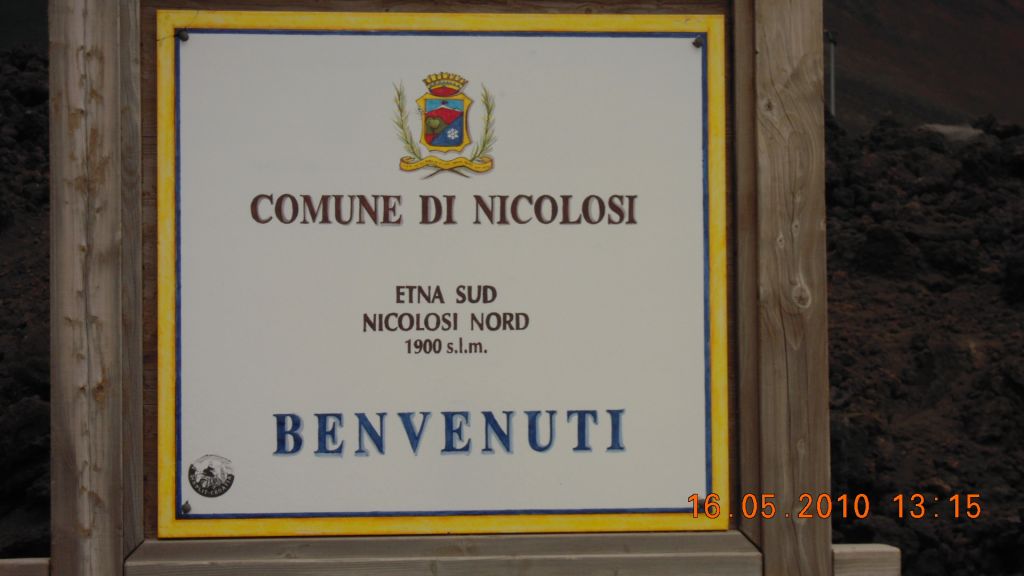 COMUNE DI NICOLOSI
ETNA SUD
NICOLOSI NORD
1900 s.l.m.
BENVENUTI
16.05.2010 13:15